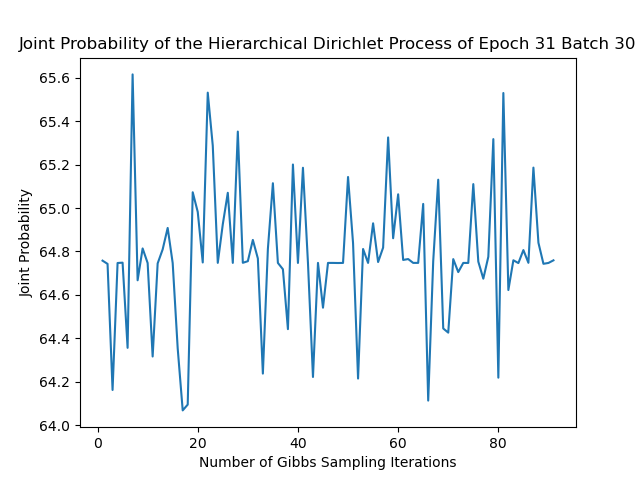 Joint Probability of the Hierarchical Dirichlet Process of Epoch 31 Batch 30
65.6
65.4
65.2
65.0
64.8
64.6
64.4
64.2
64.0
Joint Probability
0 20 40 60 80
Number of Gibbs Sampling Iterations